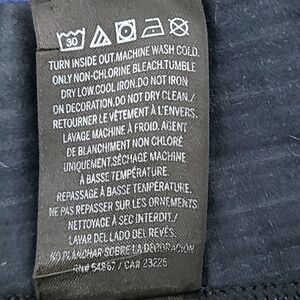 30
TURN INSIDE OUT.MACHINE WASH COLD.
ONLY NON-CHLORINE BLEACH.TUMBLE
DRY LOW.COOL IRON.DO NOT IRON
ON DECORATION.DO NOT DRY CLEAN./
RETOURNER LE VÊTEMENT À L'ENVERS.
LAVAGE MACHINE À FROID. AGENT
DE BLANCHIMENT NON CHLORÉ
UNIQUEMENT.SÉCHAGE MACHINE
À BASSE TEMPÉRATURE.
REPASSAGE À BASSE TEMPÉRATURE.
NE PAS REPASSER SUR LES ORNEMENTS.
NETTOYAGE À SEC INTERDIT./
LAVAR DEL LADO DEL REVÉS.
NO PLANCHAR SOBRE LA DECORACIÓN
RN# 54867 / CA# 23225